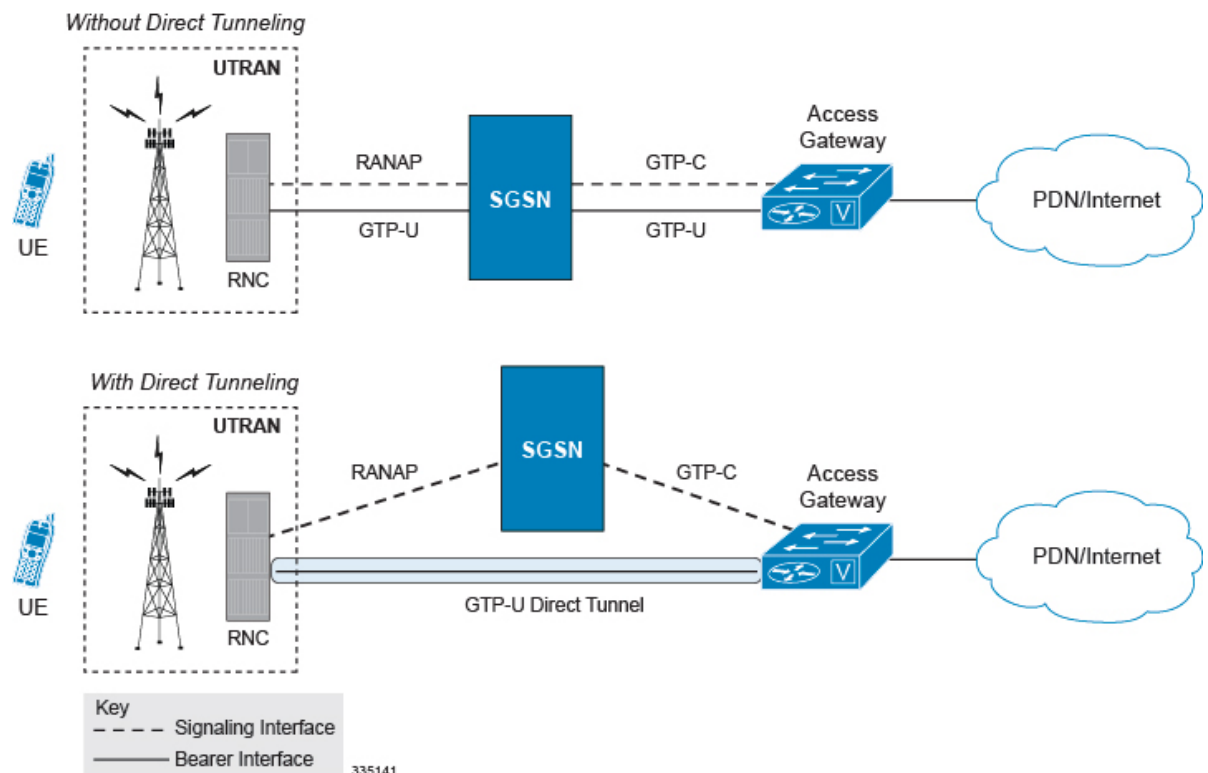 Without Direct Tunneling
UTRAN
UE
RNC
RANAP
GTP-U
SGSN
GTP-C
GTP-U
Access
Gateway
V
PDN/Internet
With Direct Tunneling
UTRAN
UE
RNC
RANAP
SGSN
GTP-C
GTP-U Direct Tunnel
Access
Gateway
V
PDN/Internet
Key
Signaling Interface
Bearer Interface
335141